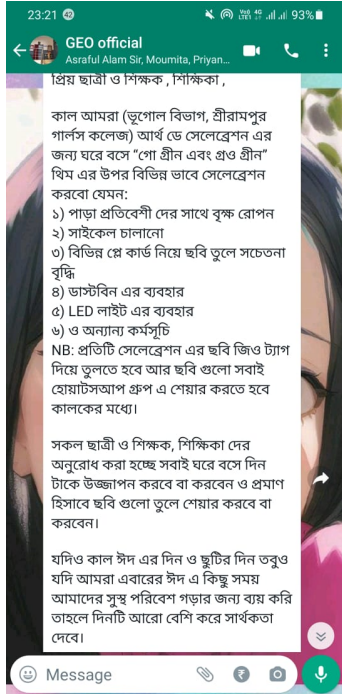 23:21 42 Vo)) 4G LTE1 93%
GEO official
Asraful Alam Sir, Moumita, Priyan...
প্রিয় ছাত্রী ও শিক্ষক , শিক্ষিকা ,
কাল আমরা (ভূগোল বিভাগ, শ্রীরামপুর
গার্লস কলেজ) আর্থ ডে সেলেব্রেশন এর
জন্য ঘরে বসে “গো গ্রীন এবং গ্রও গ্রীন”
থিম এর উপর বিভিন্ন ভাবে সেলেব্রেশন
করবো যেমন:
১) পাড়া প্রতিবেশী দের সাথে বৃক্ষ রোপন
২) সাইকেল চালানো
৩) বিভিন্ন প্লে কার্ড নিয়ে ছবি তুলে সচেতনা
বৃদ্ধি
৪) ডাস্টবিন এর ব্যবহার
৫) LED লাইট এর ব্যবহার
৬) ও অন্যান্য কর্মসূচি
NB: প্রতিটি সেলেব্রেশন এর ছবি জিও ট্যাগ
দিয়ে তুলতে হবে আর ছবি গুলো সবাই
হোয়াটসআপ গ্রুপ এ শেয়ার করতে হবে
কালকের মধ্যে।
সকল ছাত্রী ও শিক্ষক, শিক্ষিকা দের
অনুরোধ করা হচ্ছে সবাই ঘরে বসে দিন
টাকে উজ্জাপন করবে বা করবেন ও প্রমাণ
হিসাবে ছবি গুলো তুলে শেয়ার করবে বা
করবেন।
যদিও কাল ঈদ এর দিন ও ছুটির দিন তবুও
যদি আমরা এবারের ঈদ এ কিছু সময়
আমাদের সুস্থ পরিবেশ গড়ার জন্য ব্যয় করি
তাহলে দিনটি আরো বেশি করে সার্থকতা
দেবে।
Message